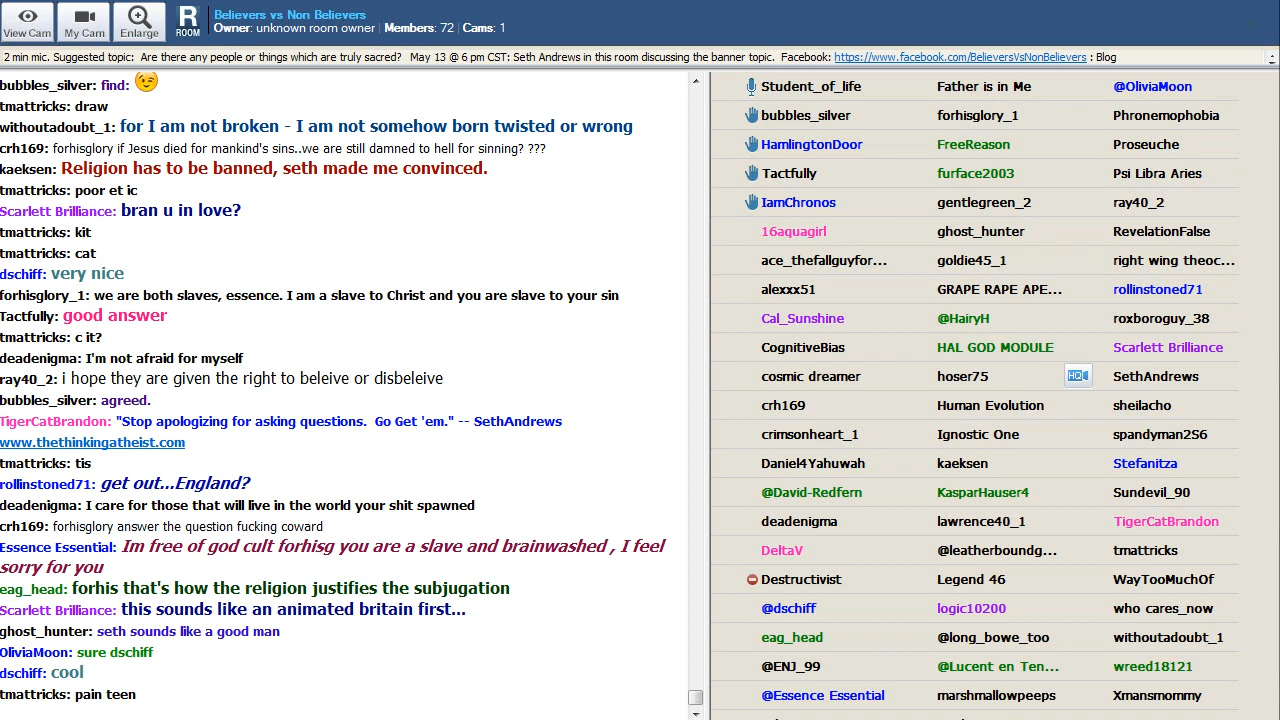 View Cam
My Cam
Enlarge
R
ROOM
Believers vs Non Believers
Owner: unknown room owner | Members: 72 | Cams: 1
2 min mic. Suggested topic: Are there any people or things which are truly sacred? May 13 @ 6 pm CST: Seth Andrews in this room discussing the banner topic. Facebook: https://www.facebook.com/BelieversVsNonBelievers : Blog
bubbles_silver: find:
tmattricks: draw
withoutadoubt_1: for I am not broken - I am not somehow born twisted or wrong
crh169: forhisglory if Jesus died for mankind's sins..we are still damned to hell for sinning? ???
kaeksen: Religion has to be banned, seth made me convinced.
tmattricks: poor et ic
Scarlett Brilliance: bran u in love?
tmattricks: kit
tmattricks: cat
dschiff: very nice
forhisglory_1: we are both slaves, essence. I am a slave to Christ and you are slave to your sin
Tactfully: good answer
tmattricks: c it?
deadenigma: I'm not afraid for myself
ray40_2: i hope they are given the right to beleive or disbeleive
bubbles_silver: agreed.
TigerCatBrandon: "Stop apologizing for asking questions. Go Get 'em." -- SethAndrews
www.thethinkingatheist.com
tmattricks: tis
rollinstoned71: get out...England?
deadenigma: I care for those that will live in the world your shit spawned
crh169: forhisglory answer the question fucking coward
Essence Essential: Im free of god cult forhisg you are a slave and brainwashed , I feel
sorry for you
eag_head: forhis that's how the religion justifies the subjugation
Scarlett Brilliance: this sounds like an animated britain first...
ghost_hunter: seth sounds like a good man
OliviaMoon: sure dschiff
dschiff: cool
tmattricks: pain teen
Student_of_life Father is in Me @OliviaMoon
bubbles_silver forhisglory_1 Phronemophobia
HamlingtonDoor FreeReason Proseuche
Tactfully furface2003 Psi Libra Aries
IamChronos gentlegreen_2 ray40_2
16aquagirl ghost_hunter RevelationFalse
ace_thefallguyfor... goldie45_1 right wing theoc...
alexxx51 GRAPE RAPE APE... rollinstoned71
Cal_Sunshine @HairyH roxboroguy_38
CognitiveBias HAL GOD MODULE Scarlett Brilliance
cosmic dreamer hoser75 HQ SethAndrews
crh169 Human Evolution sheilacho
crimsonheart_1 Ignostic One spandyman2S6
Daniel4Yahuwah kaeksen Stefanitza
@David-Redfern KasparHauser4 Sundevil_90
deadenigma lawrence40_1 TigerCatBrandon
DeltaV @leatherboundg... tmattricks
Destructivist Legend 46 WayTooMuchOf
@dschiff logic10200 who cares_now
eag_head @long_bowe_too withoutadoubt_1
@ENJ_99 @Lucent en Ten... wreed18121
@Essence Essential marshmallowpeeps Xmansmommy